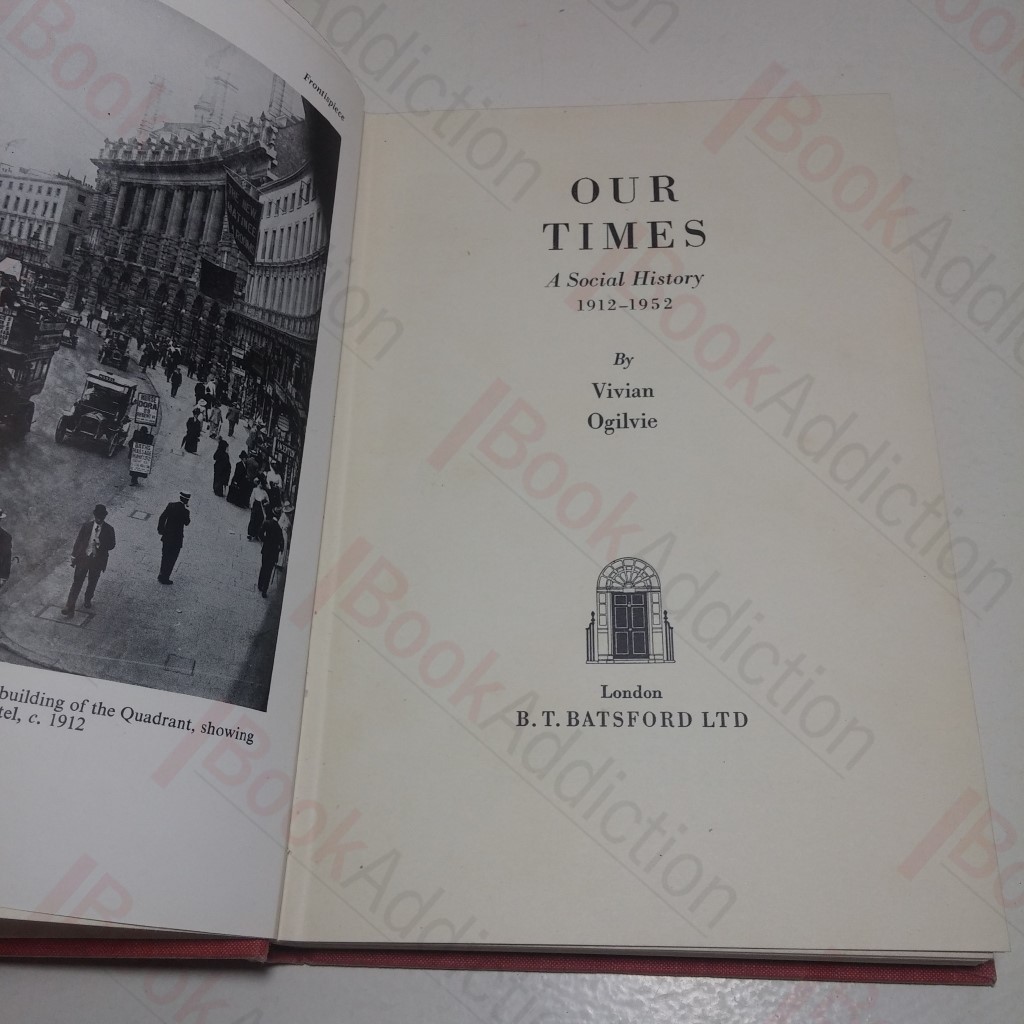 Frontispiece
building of the Quadrant, showing
tel, c. 1912
OUR
TIMES
A Social History
1912–1952
By
Vivian
Ogilvie
London
B. T. BATSFORD LTD
BookAddiction